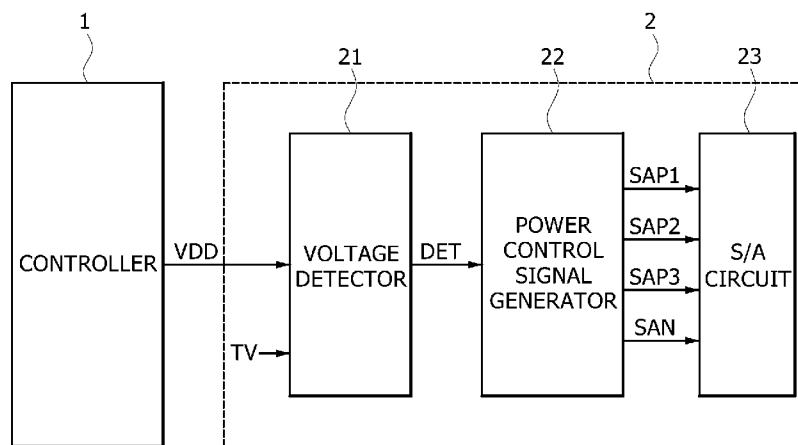 1
2
21
22
23
CONTROLLER
VDD
TV
VOLTAGE
DETECTOR
DET
POWER
CONTROL
SIGNAL
GENERATOR
SAP1
SAP2
SAP3
SAN
S/A
CIRCUIT